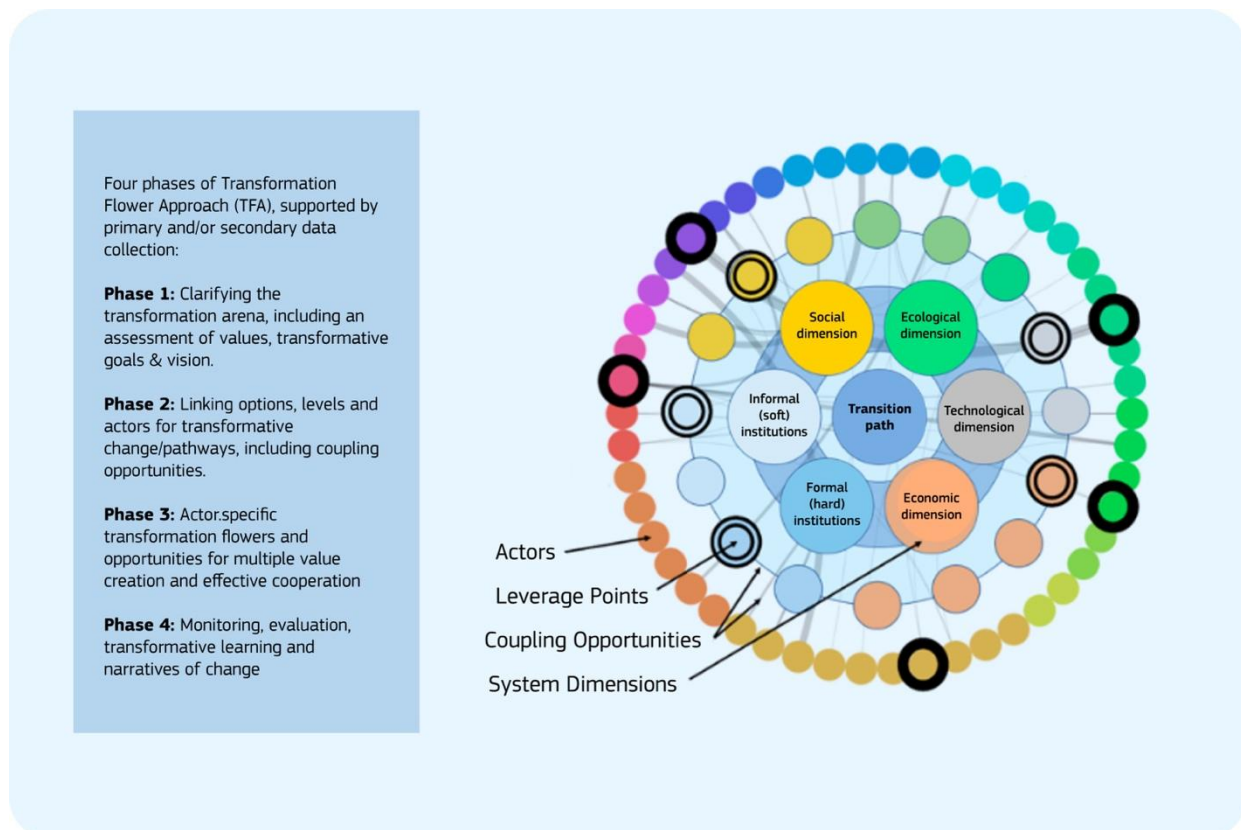 Four phases of Transformation
Flower Approach (TFA), supported by
primary and/or secondary data
collection:
Phase 1: Clarifying the
transformation arena, including an
assessment of values, transformative
goals & vision.
Phase 2: Linking options, levels and
actors for transformative
change/pathways, including coupling
opportunities.
Phase 3: Actor.specific
transformation flowers and
opportunities for multiple value
creation and effective cooperation
Phase 4: Monitoring, evaluation,
transformative learning and
narratives of change
Social
dimension
Ecological
dimension
Informal
(soft)
institutions
Transition
path
Technological
dimension
Formal
(hard)
institutions
Economic
dimension
Actors
Leverage Points
Coupling Opportunities
System Dimensions